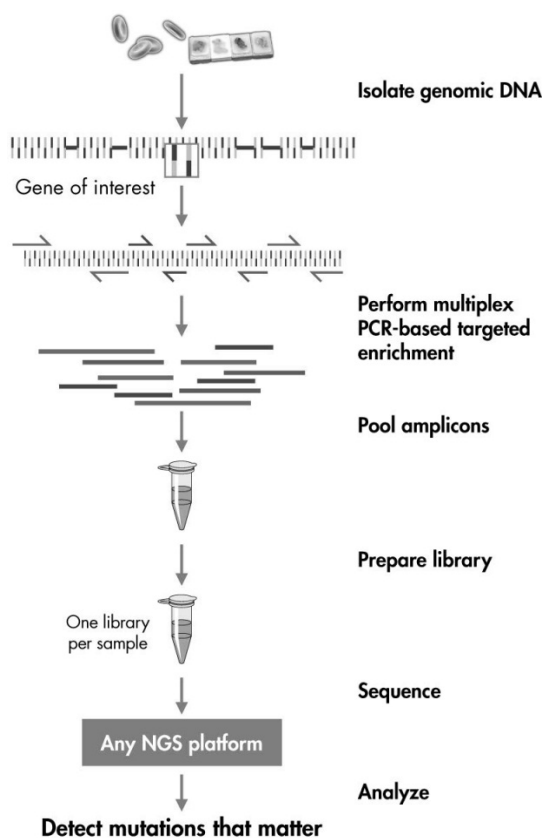 Isolate genomic DNA
Gene of interest
Perform multiplex
PCR-based targeted
enrichment
Pool amplicons
Prepare library
One library
per sample
Sequence
Any NGS platform
Analyze
Detect mutations that matter